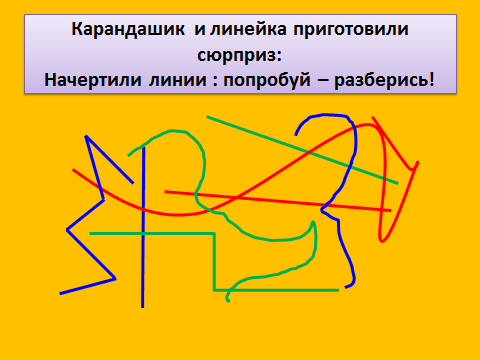 Карандашик и линейка приготовили
сюрприз:
Начертили линии : попробуй – разберись!